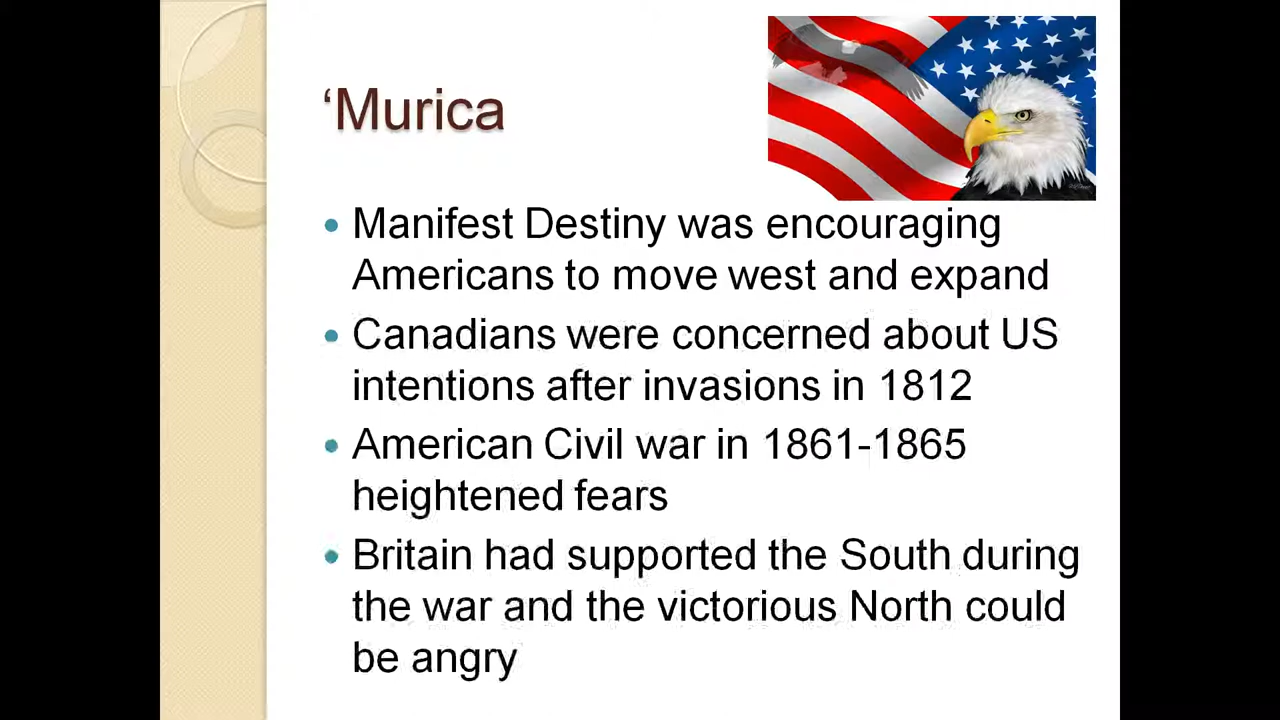 ‘Murica
• Manifest Destiny was encouraging
Americans to move west and expand
• Canadians were concerned about US
intentions after invasions in 1812
• American Civil war in 1861-1865
heightened fears
• Britain had supported the South during
the war and the victorious North could
be angry